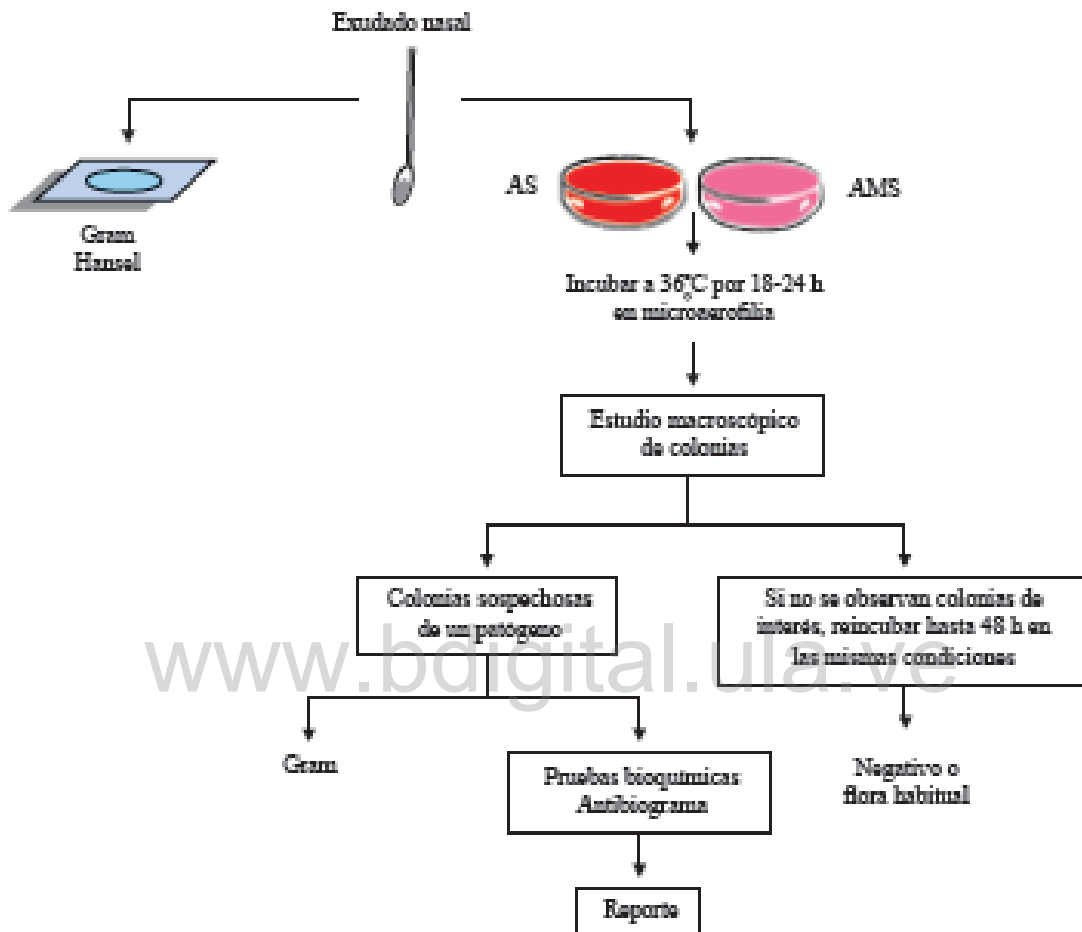 Exudado nasal
Gram
Hansel
AS
AMS
Incubar a 36°C por 18-24 h
en microaerofilia
Estudio macroscópico
de colonias
Colonias sospechosas
de un patógeno
Si no se observan colonias de
interés, reincubar hasta 48 h en
las mismas condiciones
www.bdigital.ula.ve
Gram
Pruebas bioquímicas
Antibiograma
Negativo o
flora habitual
Reporte